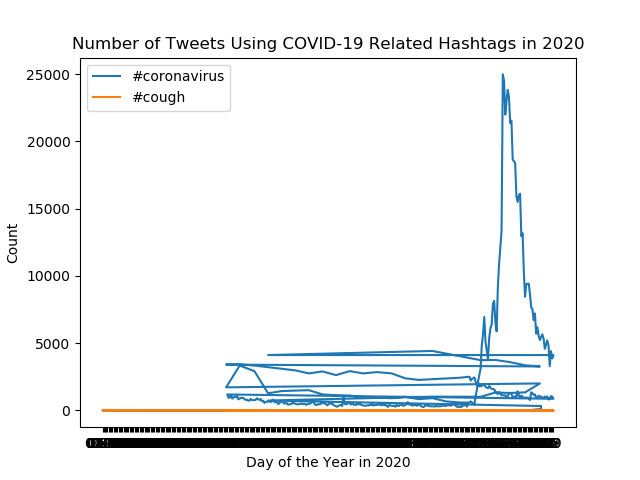 Number of Tweets Using COVID-19 Related Hashtags in 2020
#coronavirus
#cough
25000
20000
15000
10000
5000
0
Count
Day of the Year in 2020